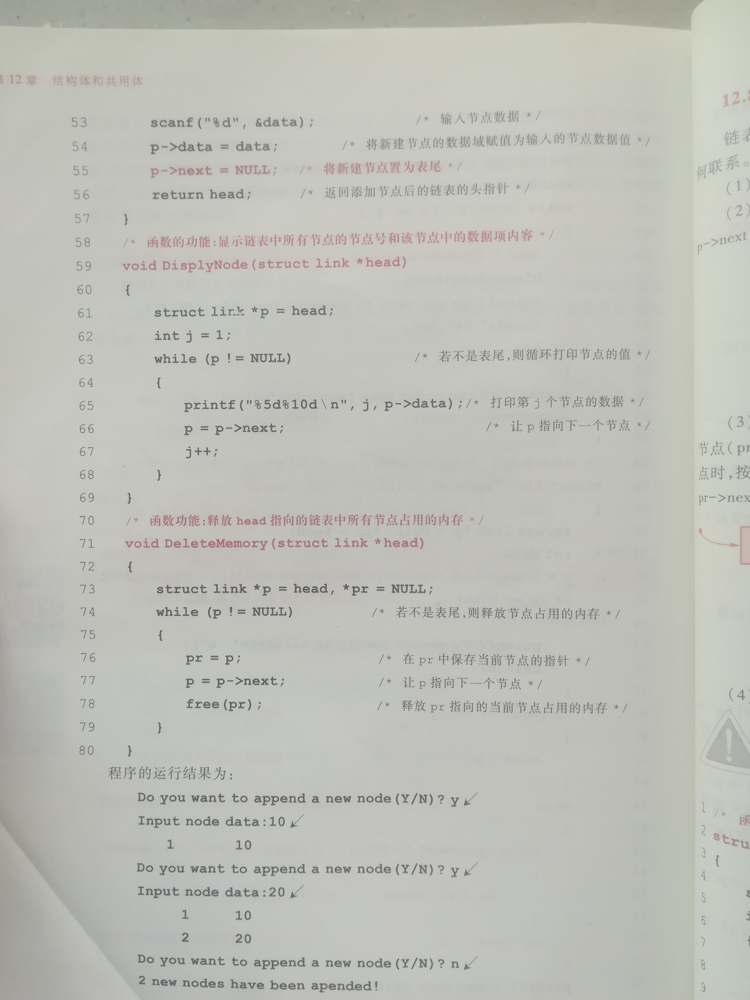 第 12 章 结构体和共用体
53 scanf("%d", &data); /* 输入节点数据 */
54 p->data = data; /* 将新建节点的数据域赋值为输入的节点数据值 */
55 p->next = NULL; /* 将新建节点置为表尾 */
56 return head; /* 返回添加节点后的链表的头指针 */
57 }
58 /* 函数的功能:显示链表中所有节点的节点号和该节点中的数据项内容 */
59 void DisplyNode(struct link *head)
60 {
61 struct link *p = head;
62 int j = 1;
63 while (p != NULL) /* 若不是表尾,则循环打印节点的值 */
64 {
65 printf("%5d%10d\n", j, p->data);/* 打印第 j 个节点的数据 */
66 p = p->next; /* 让 p 指向下一个节点 */
67 j++;
68 }
69 }
70 /* 函数功能:释放 head 指向的链表中所有节点占用的内存 */
71 void DeleteMemory(struct link *head)
72 {
73 struct link *p = head, *pr = NULL;
74 while (p != NULL) /* 若不是表尾,则释放节点占用的内存 */
75 {
76 pr = p; /* 在 pr 中保存当前节点的指针 */
77 p = p->next; /* 让 p 指向下一个节点 */
78 free(pr); /* 释放 pr 指向的当前节点占用的内存 */
79 }
80 }
程序的运行结果为:
Do you want to append a new node(Y/N)? y↙
Input node data:10↙
1 10
Do you want to append a new node(Y/N)? y↙
Input node data:20↙
1 10
2 20
Do you want to append a new node(Y/N)? n↙
2 new nodes have been apended!
12.8
链表
何联系。
(1)
(2)
p->next
(3)
节点(pr
点时,按
pr->nex
(4)
1 /* 函
2 stru
3 {
4
5
6
7
8
9